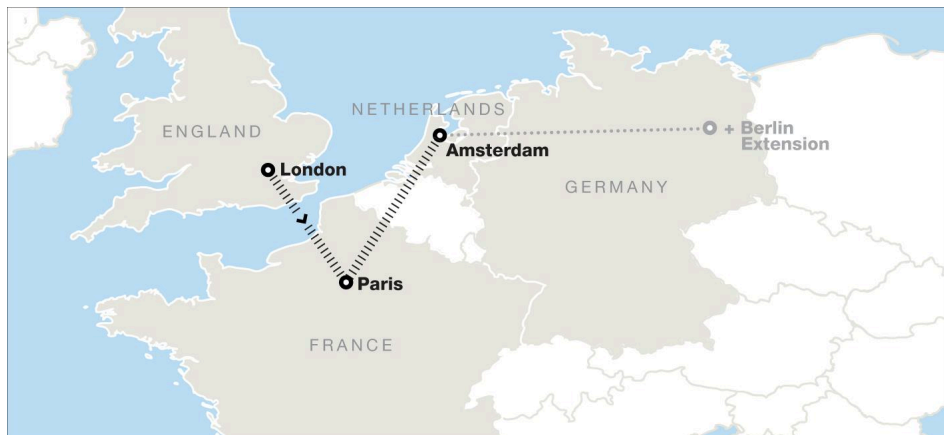 NETHERLANDS
ENGLAND
+ Berlin
Extension
Amsterdam
London
GERMANY
Paris
FRANCE